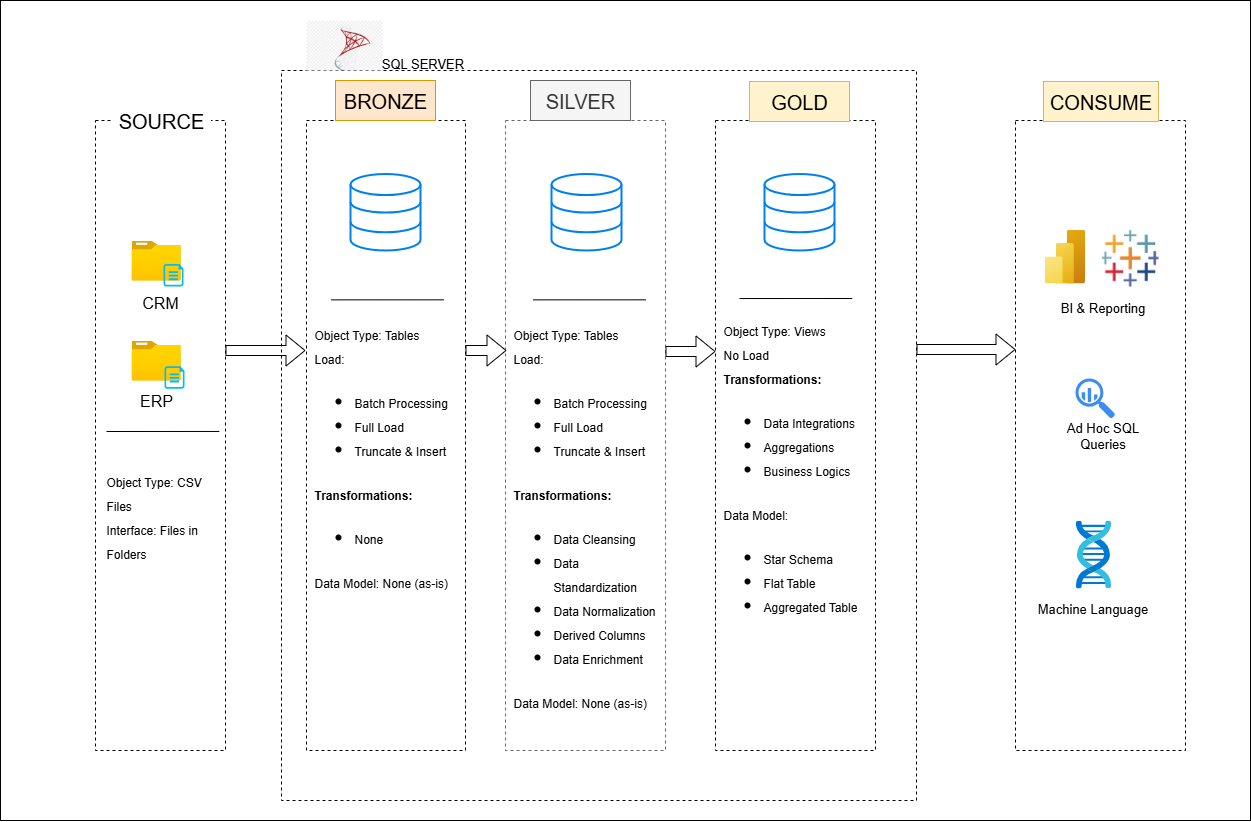 SQL SERVER
SOURCE
CRM
ERP
Object Type: CSV
Files
Interface: Files in
Folders
BRONZE
Object Type: Tables
Load:
Batch Processing
Full Load
Truncate & Insert
Transformations:
None
Data Model: None (as-is)
SILVER
Object Type: Tables
Load:
Batch Processing
Full Load
Truncate & Insert
Transformations:
Data Cleansing
Data
Standardization
Data Normalization
Derived Columns
Data Enrichment
Data Model: None (as-is)
GOLD
Object Type: Views
No Load
Transformations:
Data Integrations
Aggregations
Business Logics
Data Model:
Star Schema
Flat Table
Aggregated Table
CONSUME
BI & Reporting
Ad Hoc SQL
Queries
Machine Language